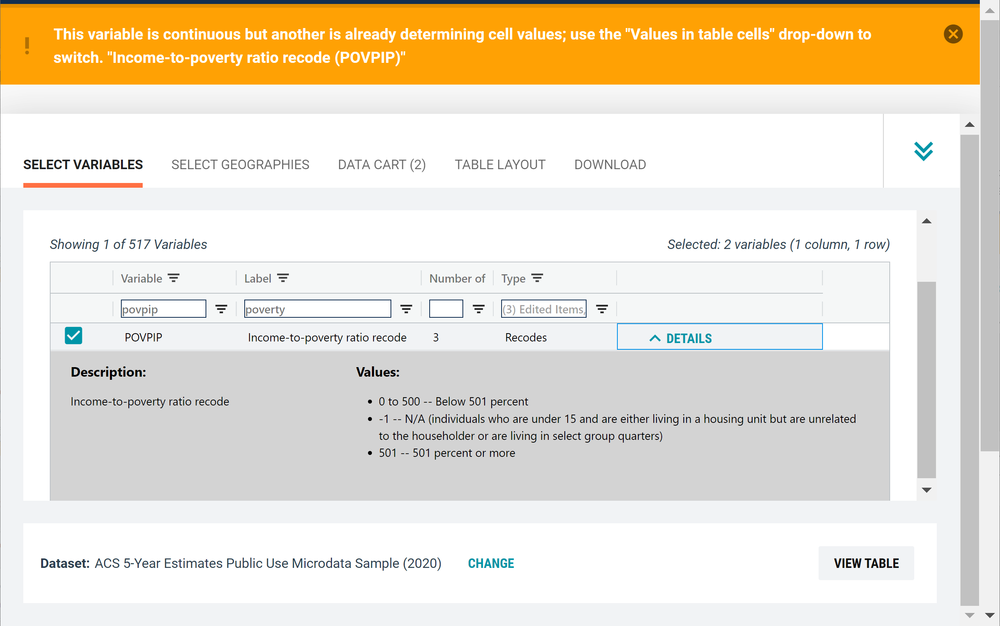 This variable is continuous but another is already determining cell values; use the "Values in table cells" drop-down to
switch. "Income-to-poverty ratio recode (POVPIP)"
SELECT VARIABLES SELECT GEOGRAPHIES DATA CART (2) TABLE LAYOUT DOWNLOAD
Showing 1 of 517 Variables Selected: 2 variables (1 column, 1 row)
Variable Label Number of Type
povpip poverty (3) Edited Items,
POVPIP Income-to-poverty ratio recode 3 Recodes DETAILS
Description: Values:
Income-to-poverty ratio recode
• 0 to 500 -- Below 501 percent
• -1 -- N/A (individuals who are under 15 and are either living in a housing unit but are unrelated
to the householder or are living in select group quarters)
• 501 -- 501 percent or more
Dataset: ACS 5-Year Estimates Public Use Microdata Sample (2020) CHANGE VIEW TABLE